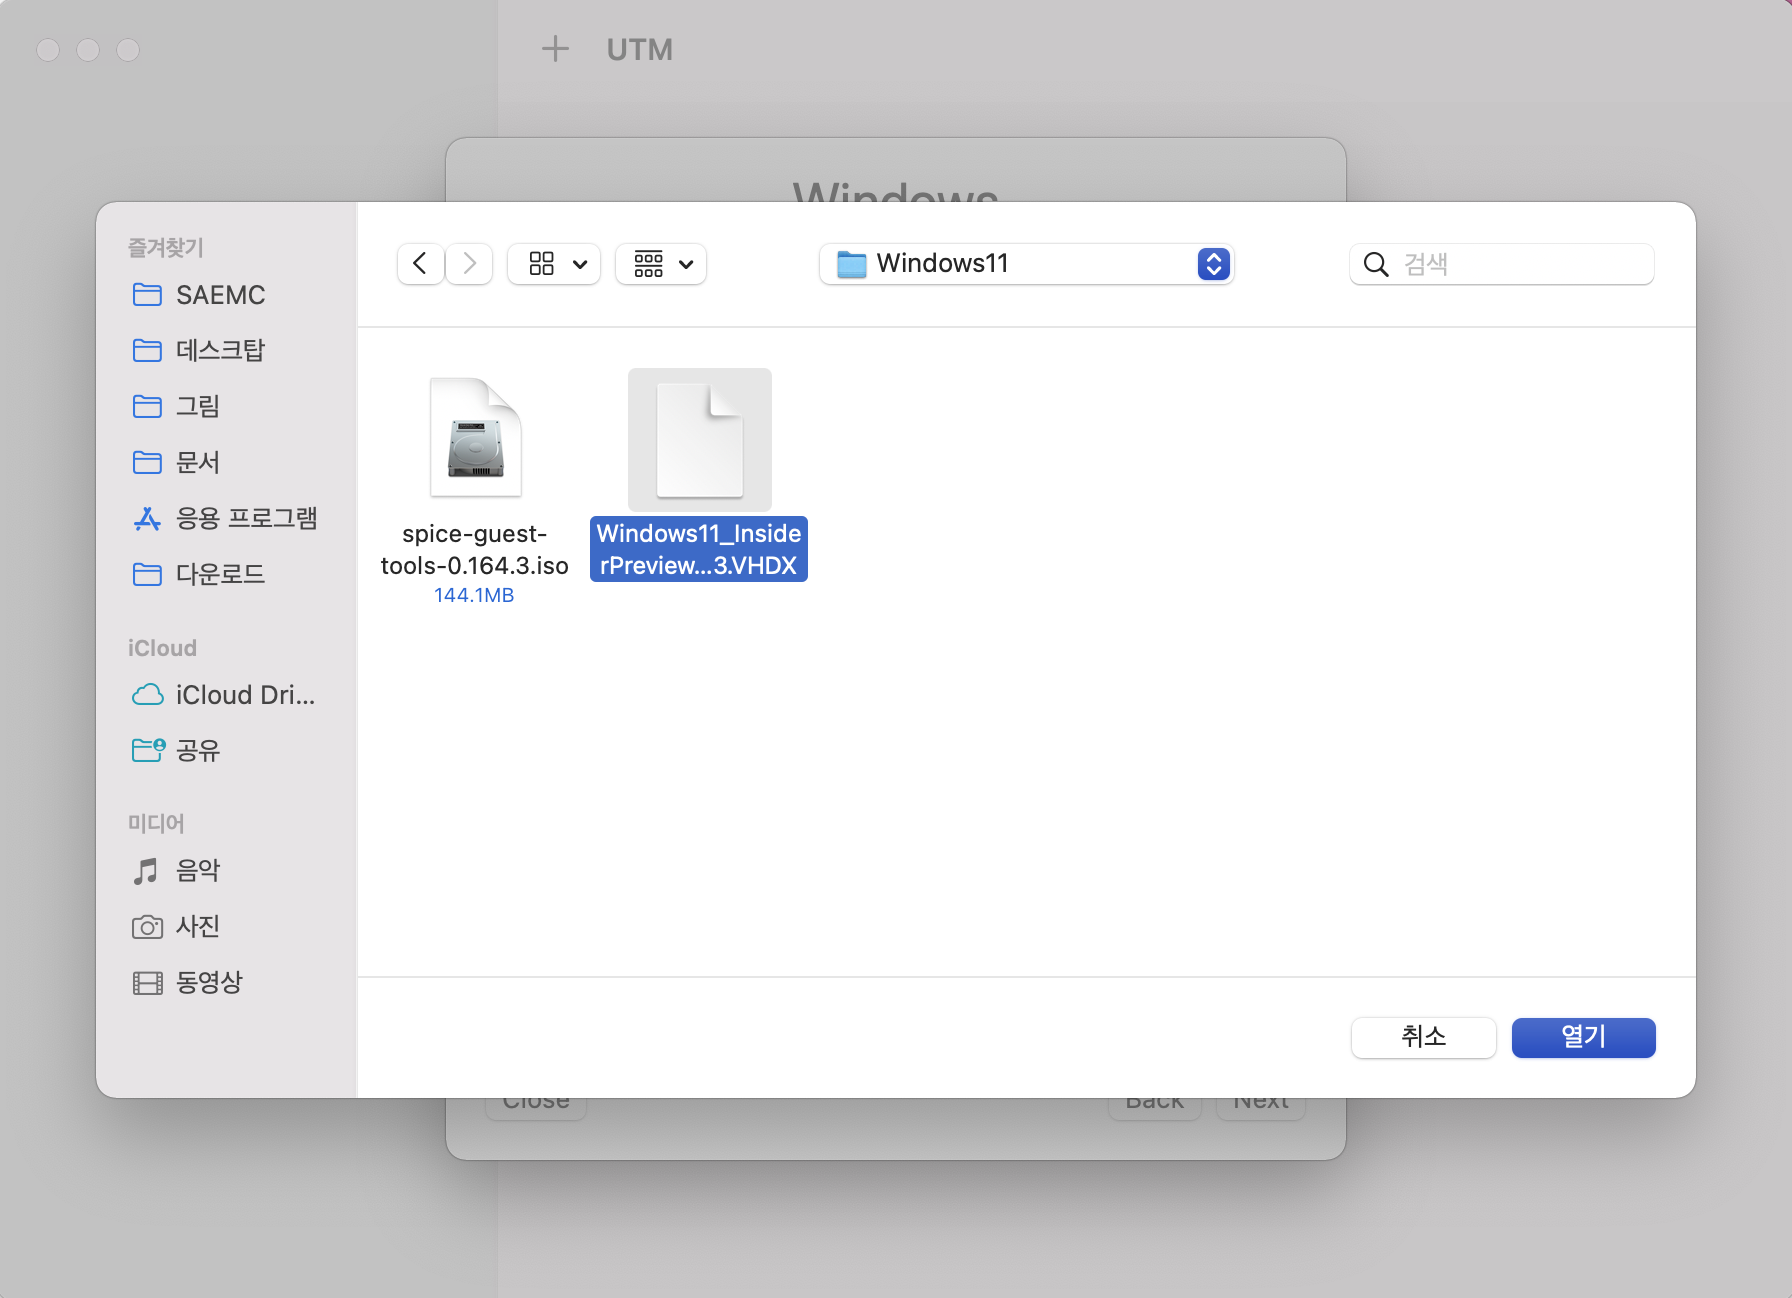 UTM
Windows
즐겨찾기
SAEMC
데스크탑
그림
문서
응용 프로그램
다운로드
iCloud
iCloud Dri...
공유
미디어
음악
사진
동영상
Windows11
검색
spice-guest-
tools-0.164.3.iso
144.1MB
Windows11_Inside
rPreview...3.VHDX
취소
열기
Close
Back
Next